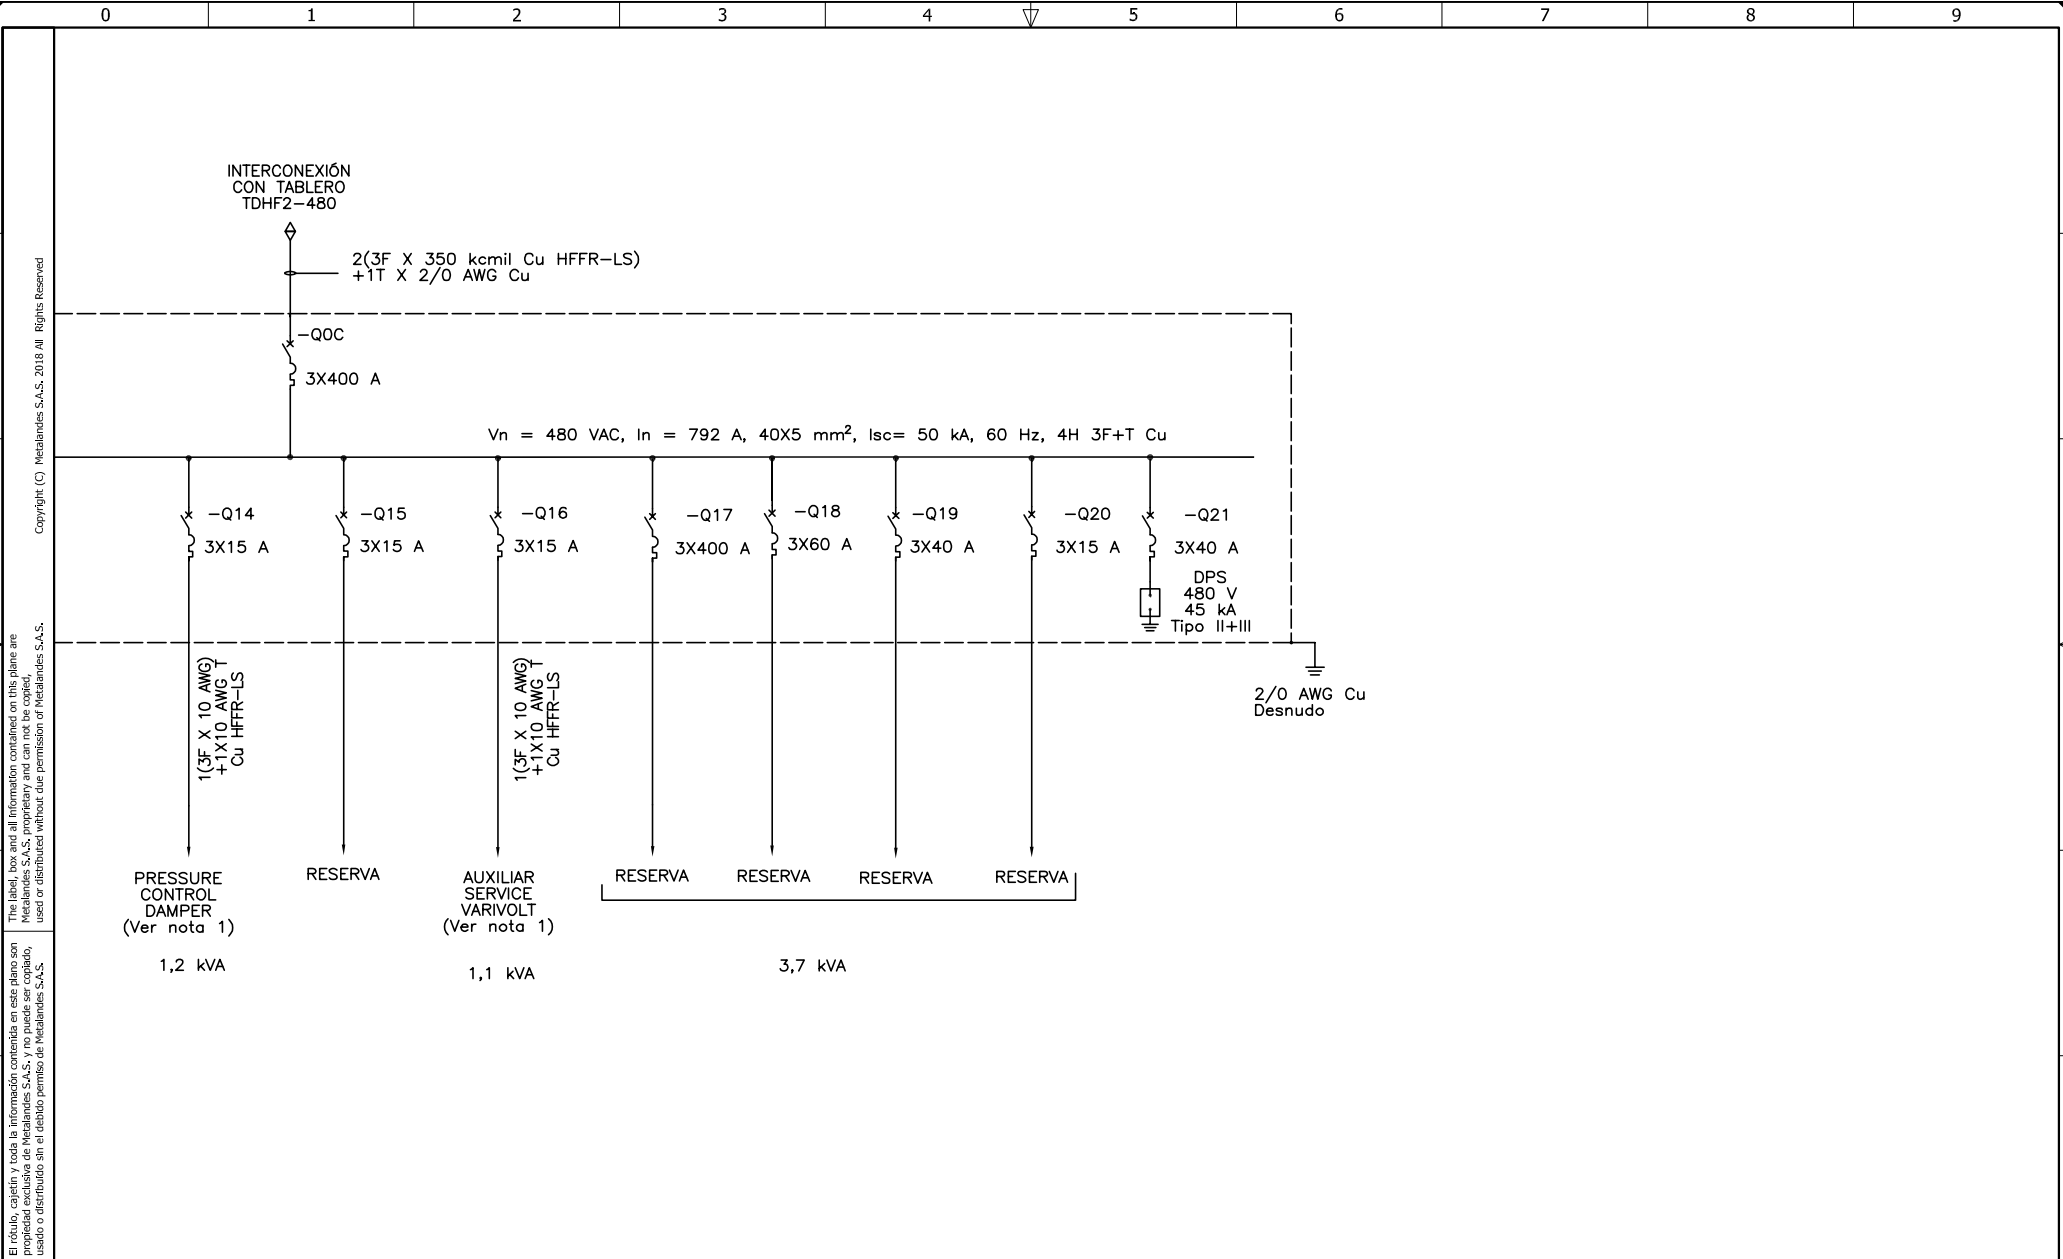 0 1 2 3 4 5 6 7 8 9
INTERCONEXIÓN
CON TABLERO
TDHF2-480
2(3F X 350 kcmil Cu HFFR-LS)
+1T X 2/0 AWG Cu
-Q0C
3X400 A
Vn = 480 VAC, In = 792 A, 40X5 mm², Isc= 50 kA, 60 Hz, 4H 3F+T Cu
-Q14
3X15 A
-Q15
3X15 A
-Q16
3X15 A
-Q17
3X400 A
-Q18
3X60 A
-Q19
3X40 A
-Q20
3X15 A
-Q21
3X40 A
DPS
480 V
45 kA
Tipo II+III
2/0 AWG Cu
Desnudo
1(3F X 10 AWG)
+1X10 AWG T
Cu HFFR-LS
1(3F X 10 AWG)
+1X10 AWG T
Cu HFFR-LS
PRESSURE
CONTROL
DAMPER
(Ver nota 1)
1,2 kVA
RESERVA
AUXILIAR
SERVICE
VARIVOLT
(Ver nota 1)
1,1 kVA
RESERVA
RESERVA
RESERVA
RESERVA
3,7 kVA
Copyright (C) Metalandes S.A.S. 2018 All Rights Reserved
The label, box and all information contained on this plane are
Metalandes S.A.S. proprietary and can not be copied,
used or distributed without due permission of Metalandes S.A.S.
El rótulo, cajetín y toda la información contenida en este plano son
propiedad exclusiva de Metalandes S.A.S. y no puede ser copiado,
usado o distribuido sin el debido permiso de Metalandes S.A.S.